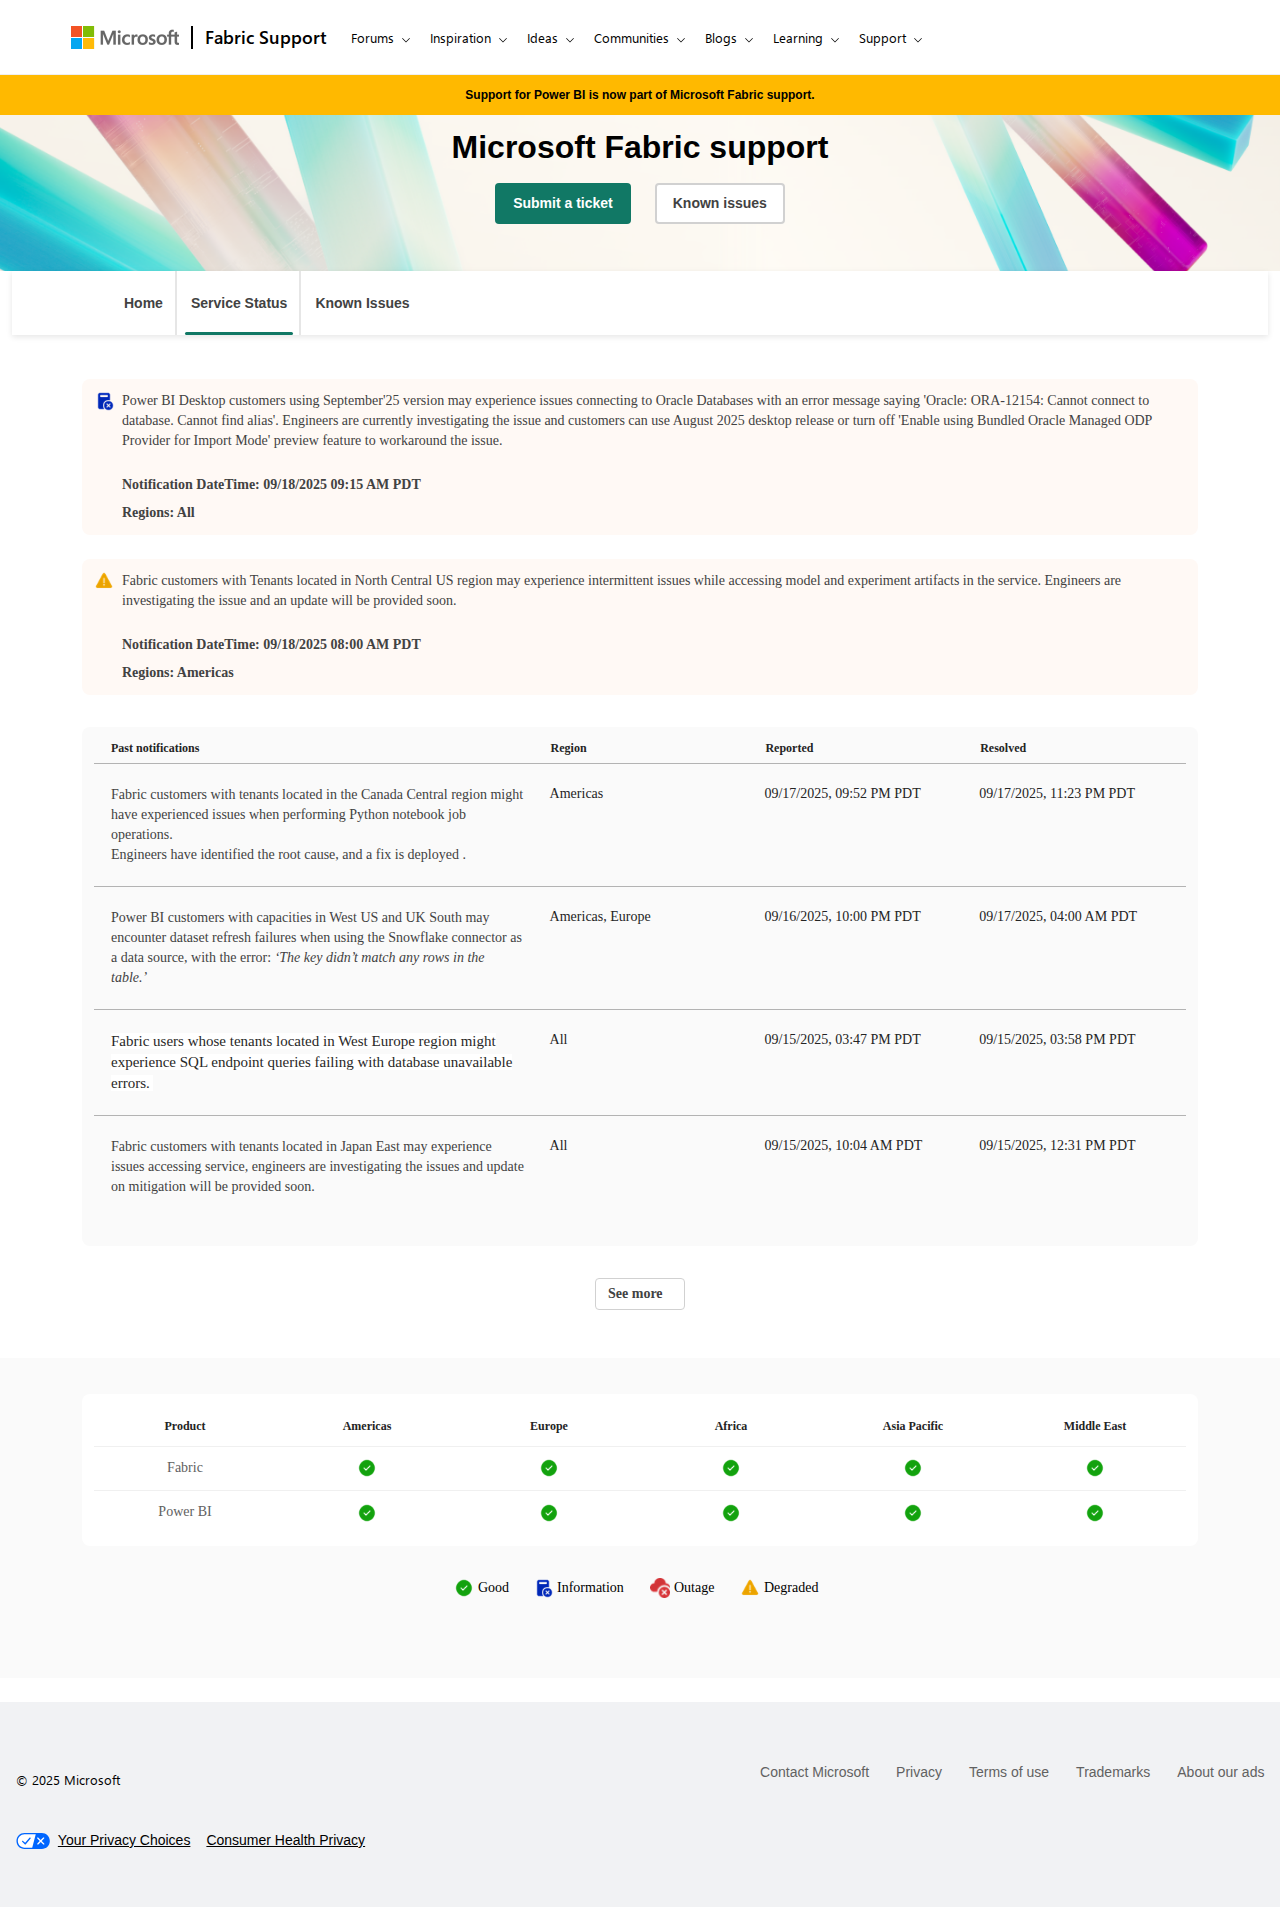 Microsoft
Fabric Support
Forums
Inspiration
Ideas
Communities
Blogs
Learning
Support
Support for Power BI is now part of Microsoft Fabric support.
Microsoft Fabric support
Submit a ticket
Known issues
Home
Service Status
Known Issues
Power BI Desktop customers using September'25 version may experience issues connecting to Oracle Databases with an error message saying 'Oracle: ORA-12154: Cannot connect to
database. Cannot find alias'. Engineers are currently investigating the issue and customers can use August 2025 desktop release or turn off 'Enable using Bundled Oracle Managed ODP
Provider for Import Mode' preview feature to workaround the issue.
Notification DateTime: 09/18/2025 09:15 AM PDT
Regions: All
Fabric customers with Tenants located in North Central US region may experience intermittent issues while accessing model and experiment artifacts in the service. Engineers are
investigating the issue and an update will be provided soon.
Notification DateTime: 09/18/2025 08:00 AM PDT
Regions: Americas
Past notifications
Region
Reported
Resolved
Fabric customers with tenants located in the Canada Central region might
have experienced issues when performing Python notebook job
operations.
Engineers have identified the root cause, and a fix is deployed .
Americas
09/17/2025, 09:52 PM PDT
09/17/2025, 11:23 PM PDT
Power BI customers with capacities in West US and UK South may
encounter dataset refresh failures when using the Snowflake connector as
a data source, with the error: ‘The key didn’t match any rows in the
table.’
Americas, Europe
09/16/2025, 10:00 PM PDT
09/17/2025, 04:00 AM PDT
Fabric users whose tenants located in West Europe region might
experience SQL endpoint queries failing with database unavailable
errors.
All
09/15/2025, 03:47 PM PDT
09/15/2025, 03:58 PM PDT
Fabric customers with tenants located in Japan East may experience
issues accessing service, engineers are investigating the issues and update
on mitigation will be provided soon.
All
09/15/2025, 10:04 AM PDT
09/15/2025, 12:31 PM PDT
See more
Product
Americas
Europe
Africa
Asia Pacific
Middle East
Fabric
Power BI
Good
Information
Outage
Degraded
© 2025 Microsoft
Contact Microsoft
Privacy
Terms of use
Trademarks
About our ads
Your Privacy Choices
Consumer Health Privacy